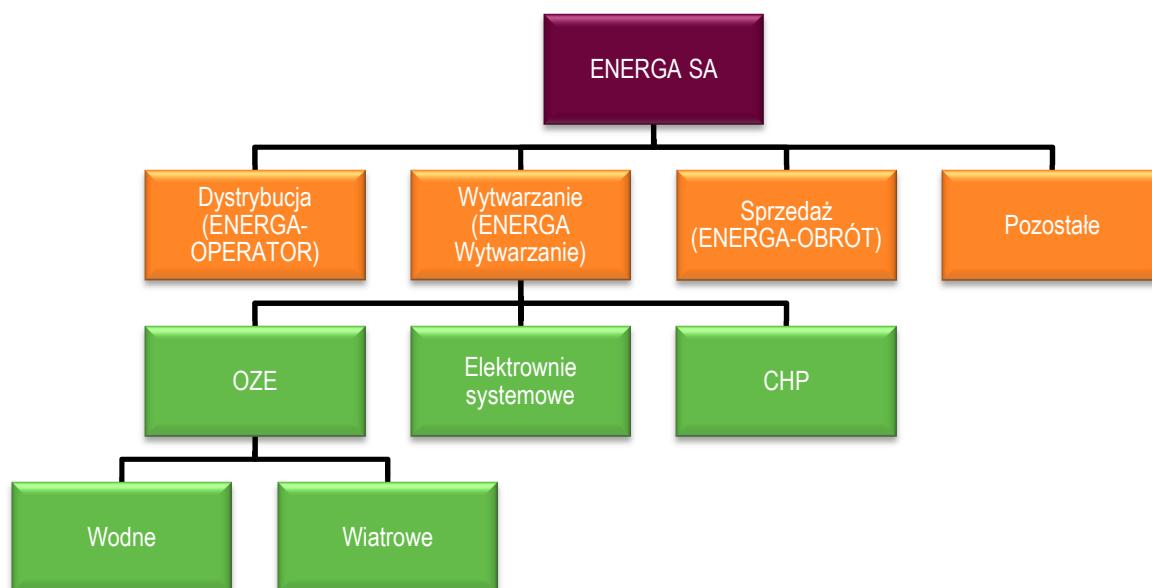 ENERGA SA
Dystrybucja
(ENERGA-
OPERATOR)
Wytwarzanie
(ENERGA
Wytwarzanie)
Sprzedaż
(ENERGA-OBRÓT)
Pozostałe
OZE
Elektrownie
systemowe
CHP
Wodne
Wiatrowe